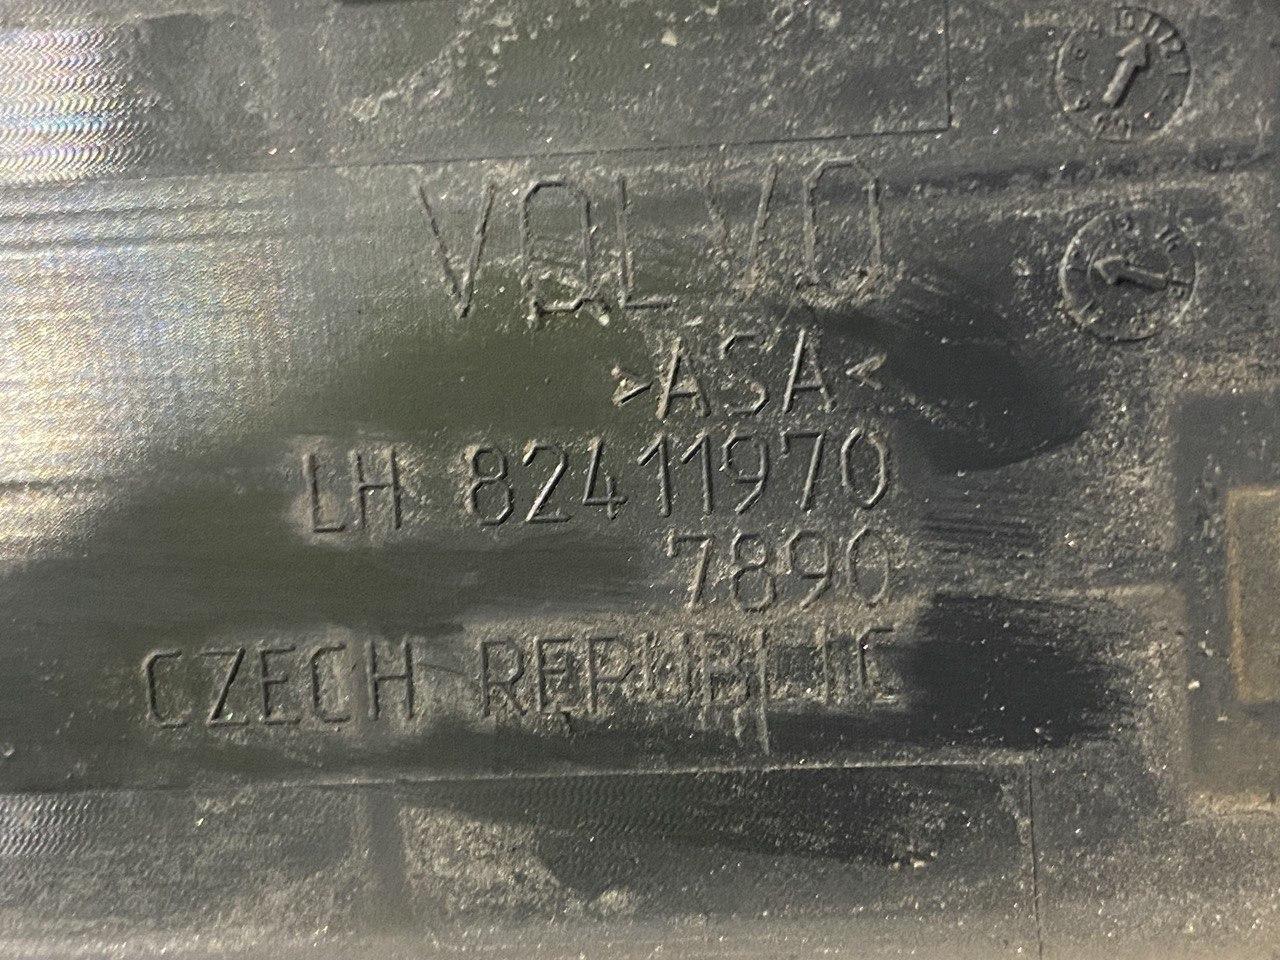 VOLVO
>ASA<
LH 82411970
7890
CZECH REPUBLIC